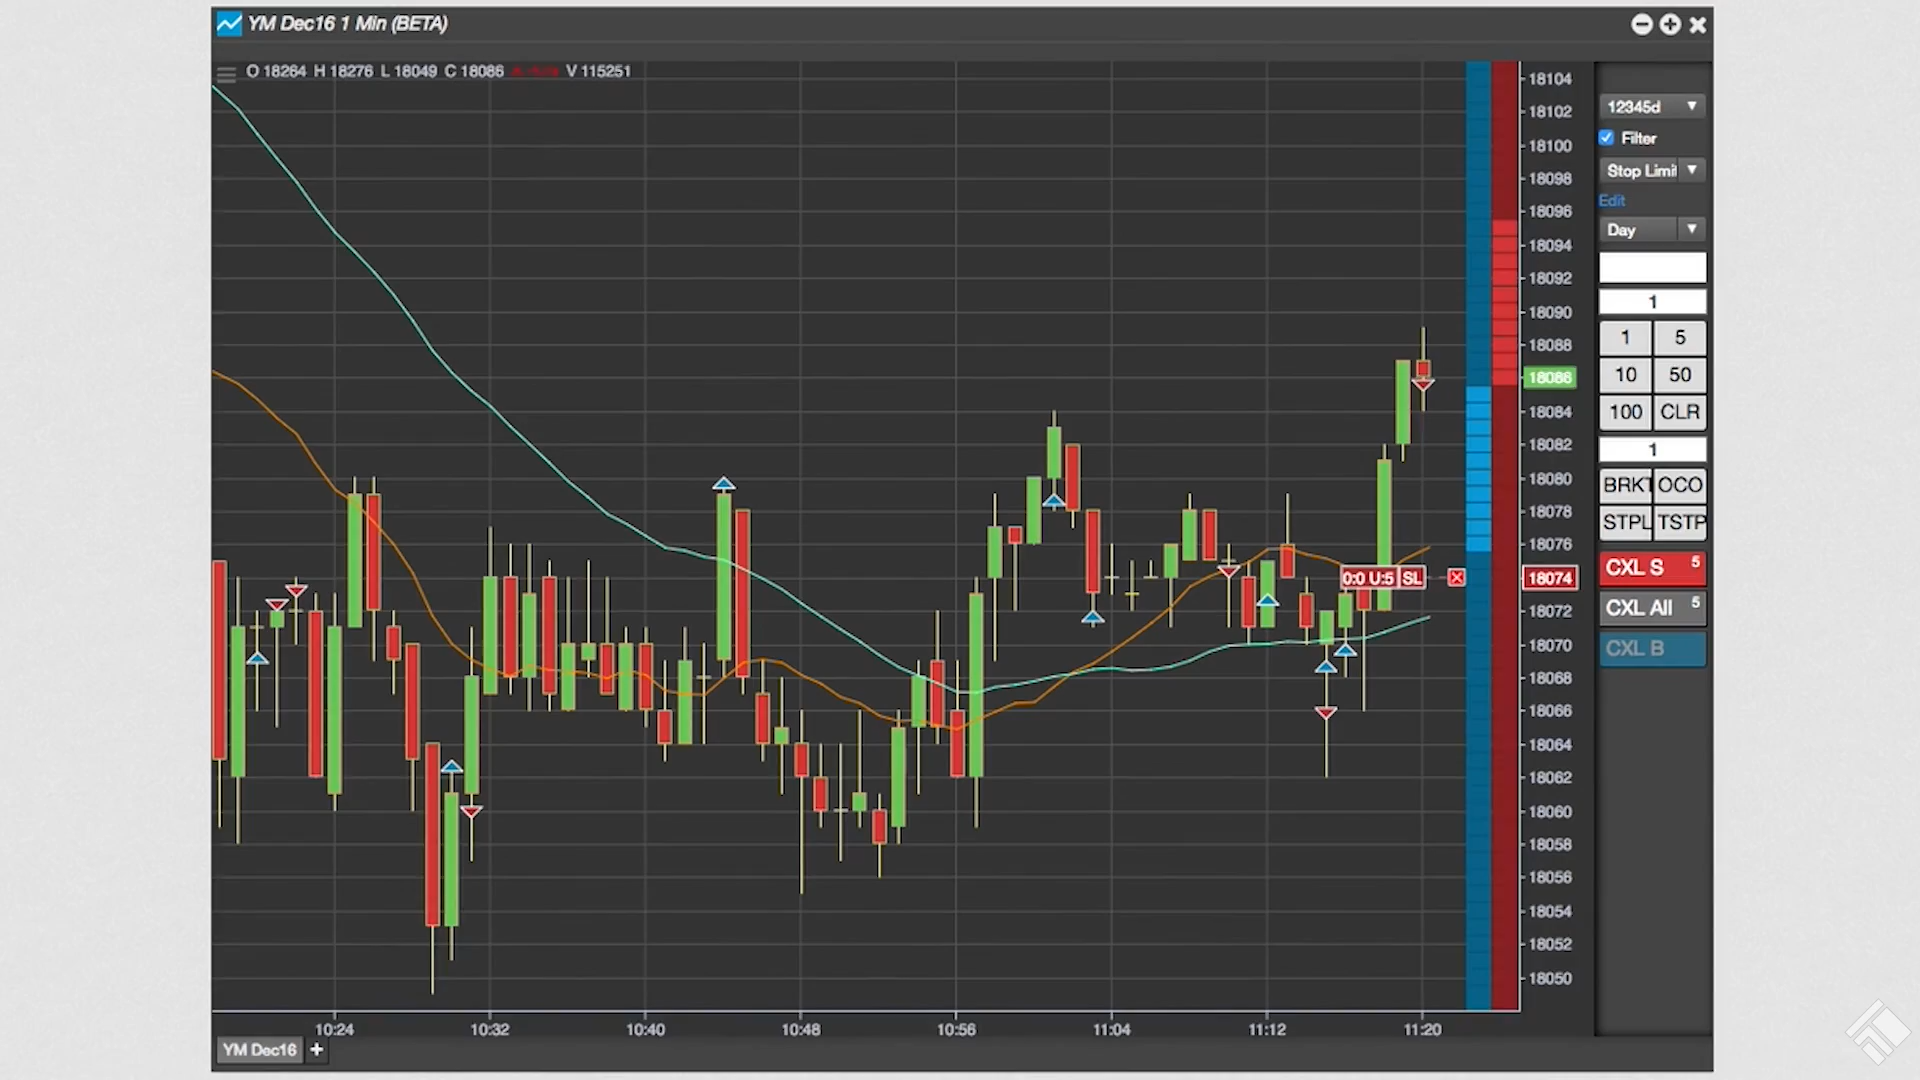 YM Dec16 1 Min (BETA)
O 18264 H 18276 L 18049 C 18086 V 115251
18104
18102
18100
18098
18096
18094
18092
18090
18088
18086
18084
18082
18080
18078
18076
18074
18072
18070
18068
18066
18064
18062
18060
18058
18056
18054
18052
18050
0:0 U:5 SL
12345d
Filter
Stop Limi
Edit
Day
1
1 5
10 50
100 CLR
1
BRKT OCO
STPL TSTP
CXL S 5
CXL All 5
CXL B
10:24 10:32 10:40 10:48 10:56 11:04 11:12 11:20
YM Dec16 +